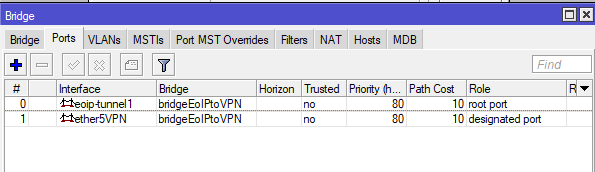 Bridge
Bridge Ports VLANs MSTIs Port MST Overrides Filters NAT Hosts MDB
Find
# Interface Bridge Horizon Trusted Priority (h... Path Cost Role R
0 eoip-tunnel1 bridgeEoIPtoVPN no 80 10 root port
1 ether5VPN bridgeEoIPtoVPN no 80 10 designated port